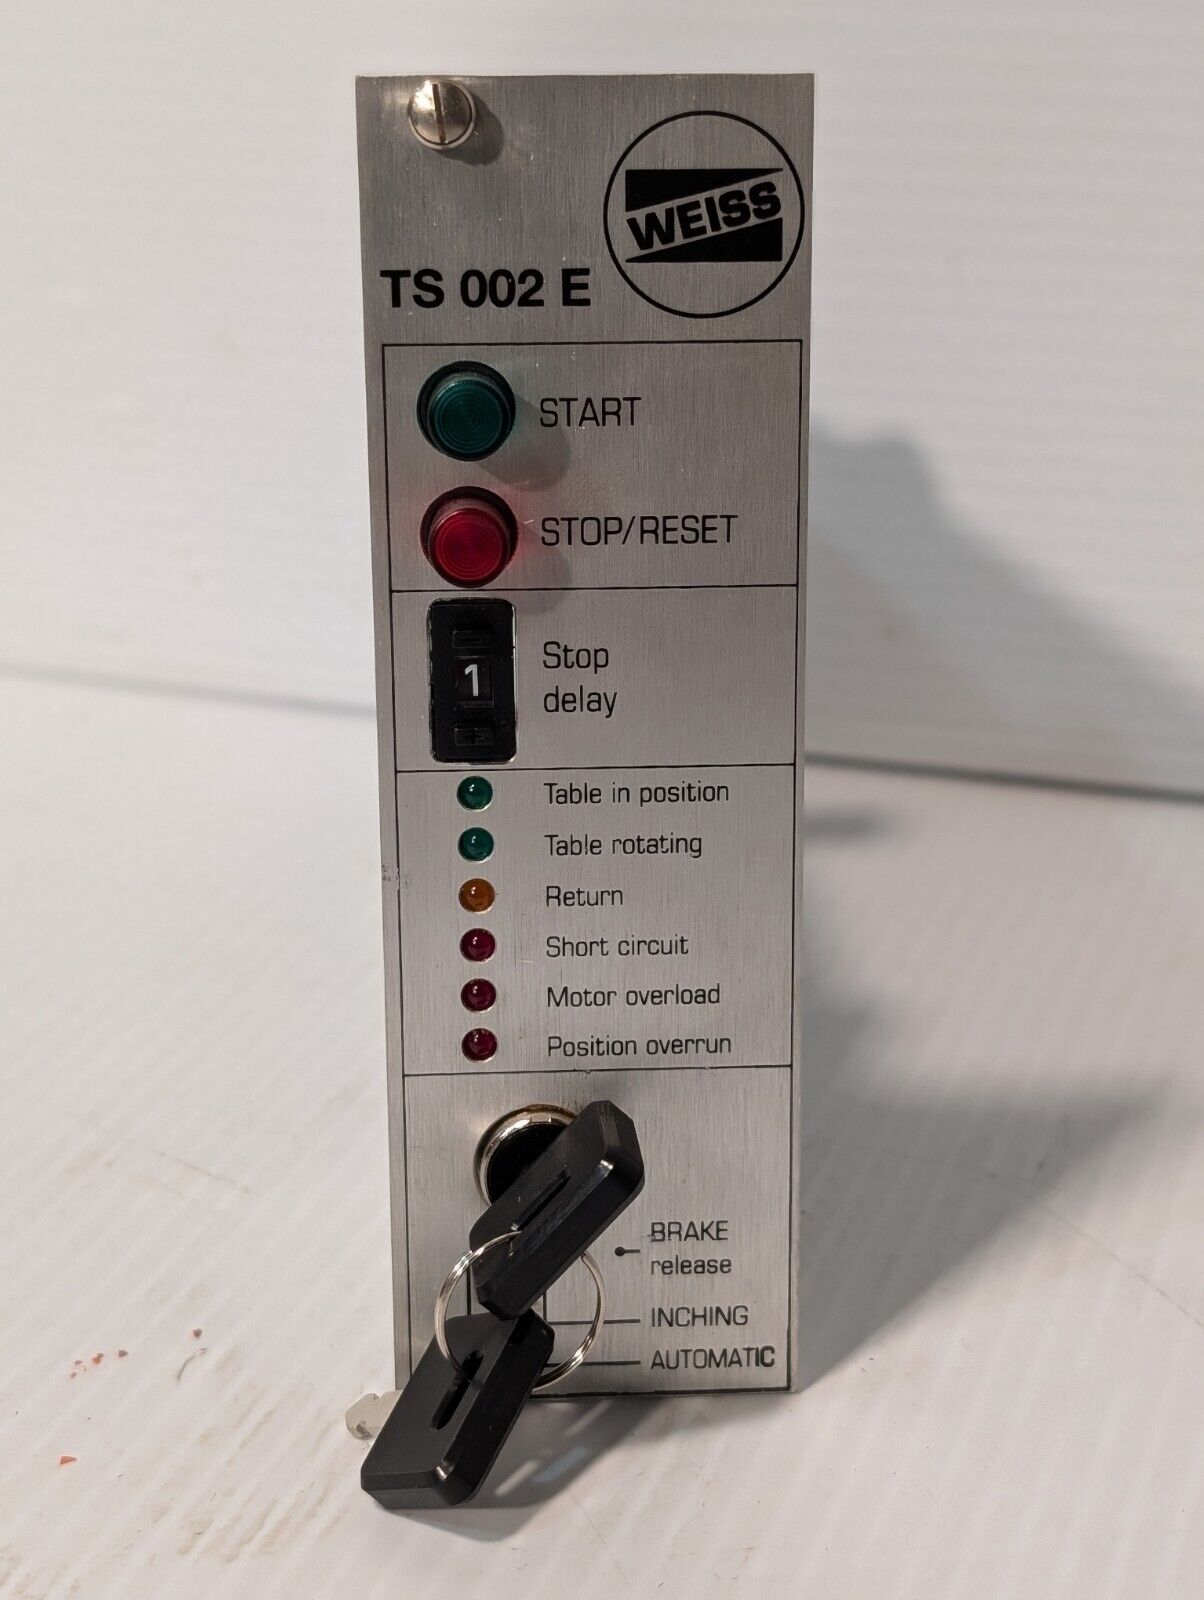 WEISS
TS 002 E
START
STOP/RESET
-
1
+
Stop
delay
Table in position
Table rotating
Return
Short circuit
Motor overload
Position overrun
BRAKE
release
INCHING
AUTOMATIC